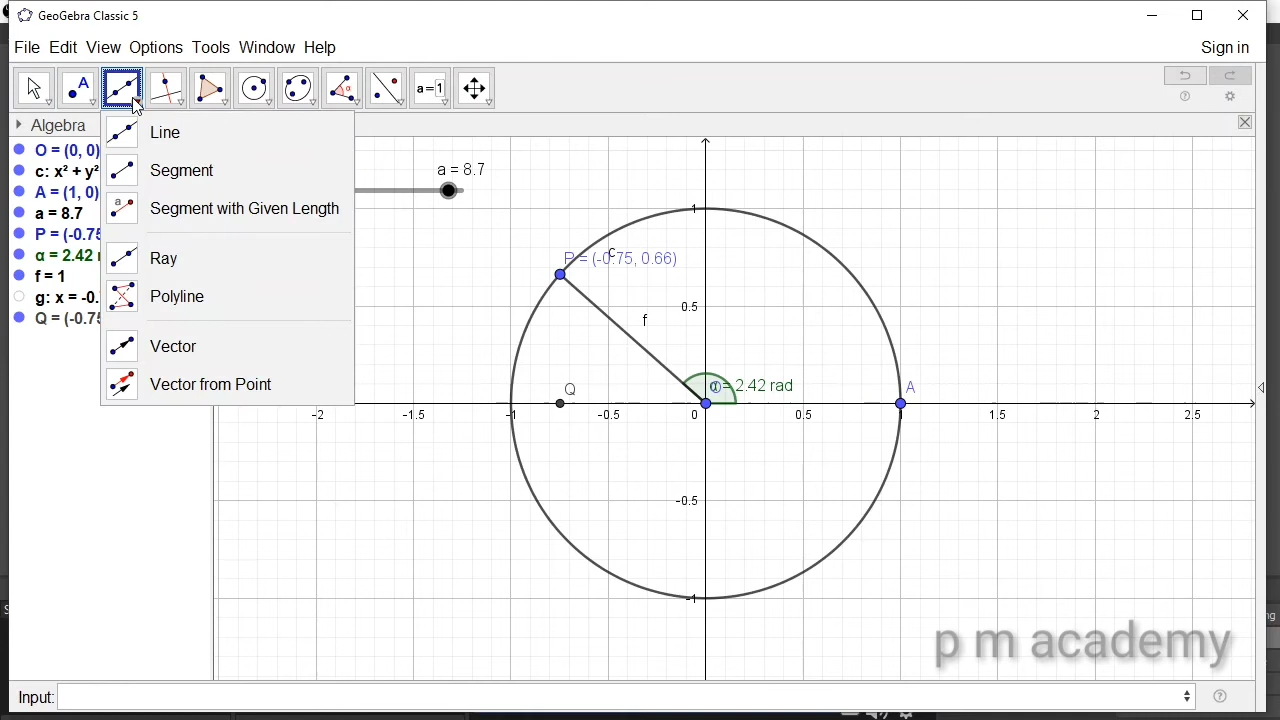 GeoGebra Classic 5
File Edit View Options Tools Window Help
Sign in
A
α
a=1
Algebra
O = (0, 0)
c: x² + y²
A = (1, 0)
a = 8.7
P = (-0.75
α = 2.42
f = 1
g: x = -0.
Q = (-0.75
Line
Segment
a
Segment with Given Length
Ray
Polyline
Vector
Vector from Point
a = 8.7
1
c
P = (-0.75, 0.66)
0.5
f
Q
α = 2.42 rad
A
-2 -1.5 -1 -0.5 0 0.5 1 1.5 2 2.5
-0.5
-1
p m academy
Input: